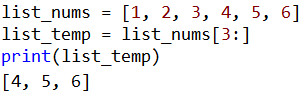 list_nums = [1, 2, 3, 4, 5, 6]
list_temp = list_nums[3:]
print(list_temp)
[4, 5, 6]